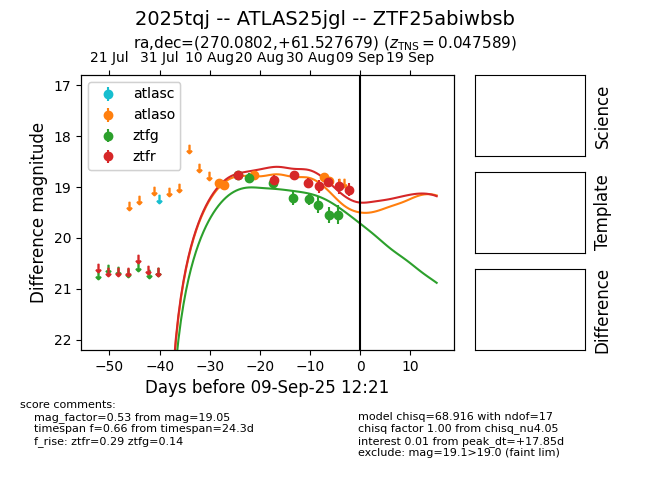 2025tqj -- ATLAS25jgl -- ZTF25abiwbsb
ra,dec=(270.0802,+61.527679) (z_TNS = 0.047589)
21 Jul 31 Jul 10 Aug 20 Aug 30 Aug 09 Sep 19 Sep
17
18
19
20
21
22
Difference magnitude
atlasc
atlaso
ztfg
ztfr
−50 −40 −30 −20 −10 0 10
Days before 09-Sep-25 12:21
Science
Template
Difference
score comments:
mag_factor=0.53 from mag=19.05
timespan f=0.66 from timespan=24.3d
f_rise: ztfr=0.29 ztfg=0.14
model chisq=68.916 with ndof=17
chisq factor 1.00 from chisq_nu4.05
interest 0.01 from peak_dt=+17.85d
exclude: mag=19.1>19.0 (faint lim)